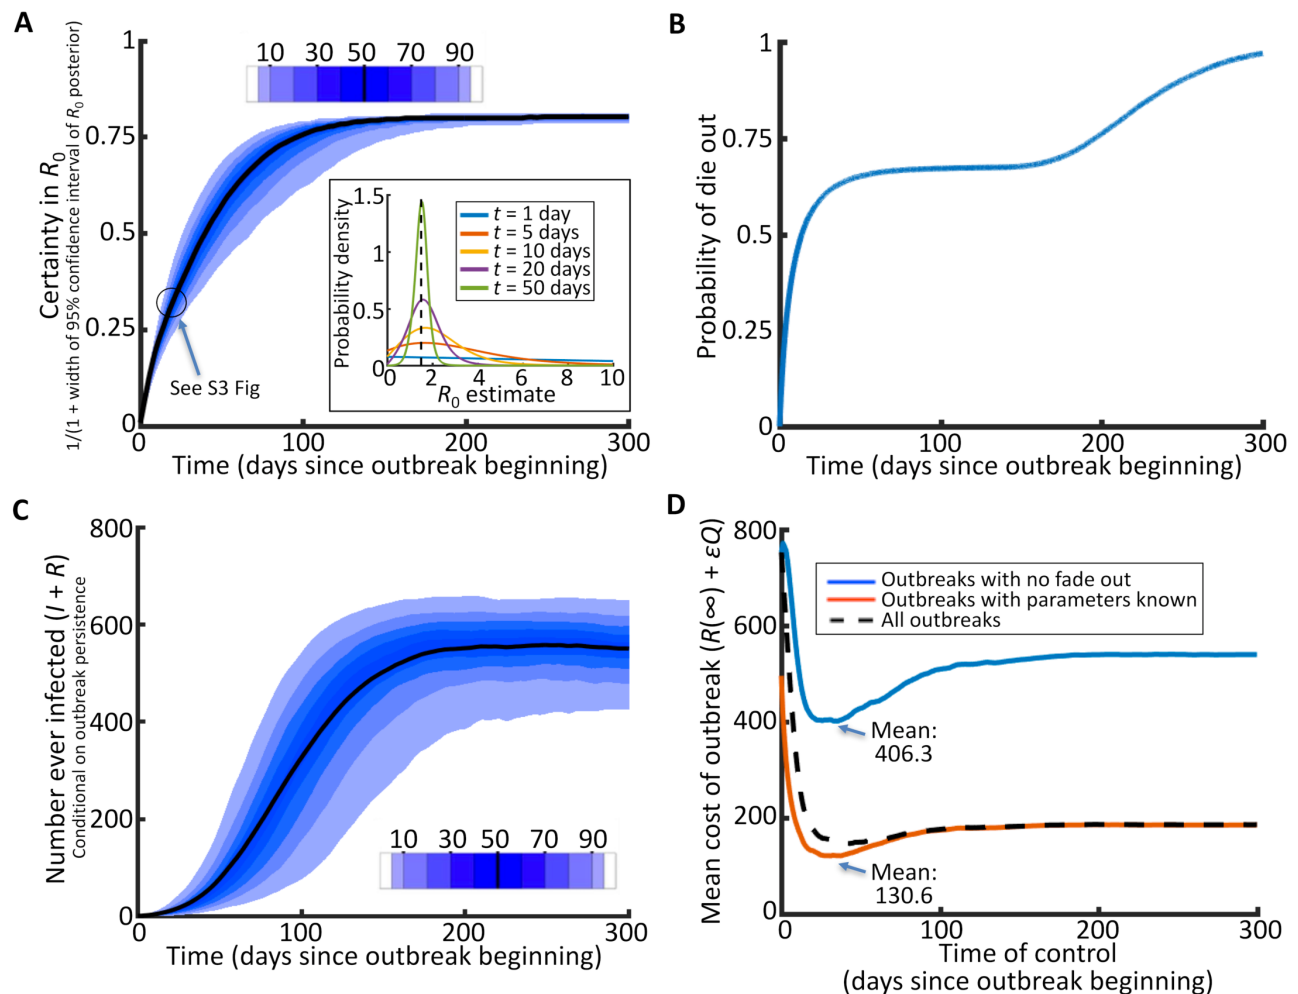 A
Certainty in R0
1/(1 + width of 95% confidence interval of R0 posterior)
1
0.75
0.5
0.25
0
10 30 50 70 90
See S3 Fig
0 100 200 300
Time (days since outbreak beginning)
Probability density
1.5
1
0.5
0
t = 1 day
t = 5 days
t = 10 days
t = 20 days
t = 50 days
0 2 4 6 8 10
R0 estimate
B
Probability of die out
1
0.75
0.5
0.25
0
0 100 200 300
Time (days since outbreak beginning)
C
Number ever infected (I + R)
Conditional on outbreak persistence
800
600
400
200
0
10 30 50 70 90
0 100 200 300
Time (days since outbreak beginning)
D
Mean cost of outbreak (R(∞) + εQ)
800
600
400
200
0
Outbreaks with no fade out
Outbreaks with parameters known
All outbreaks
Mean:
406.3
Mean:
130.6
0 100 200 300
Time of control
(days since outbreak beginning)